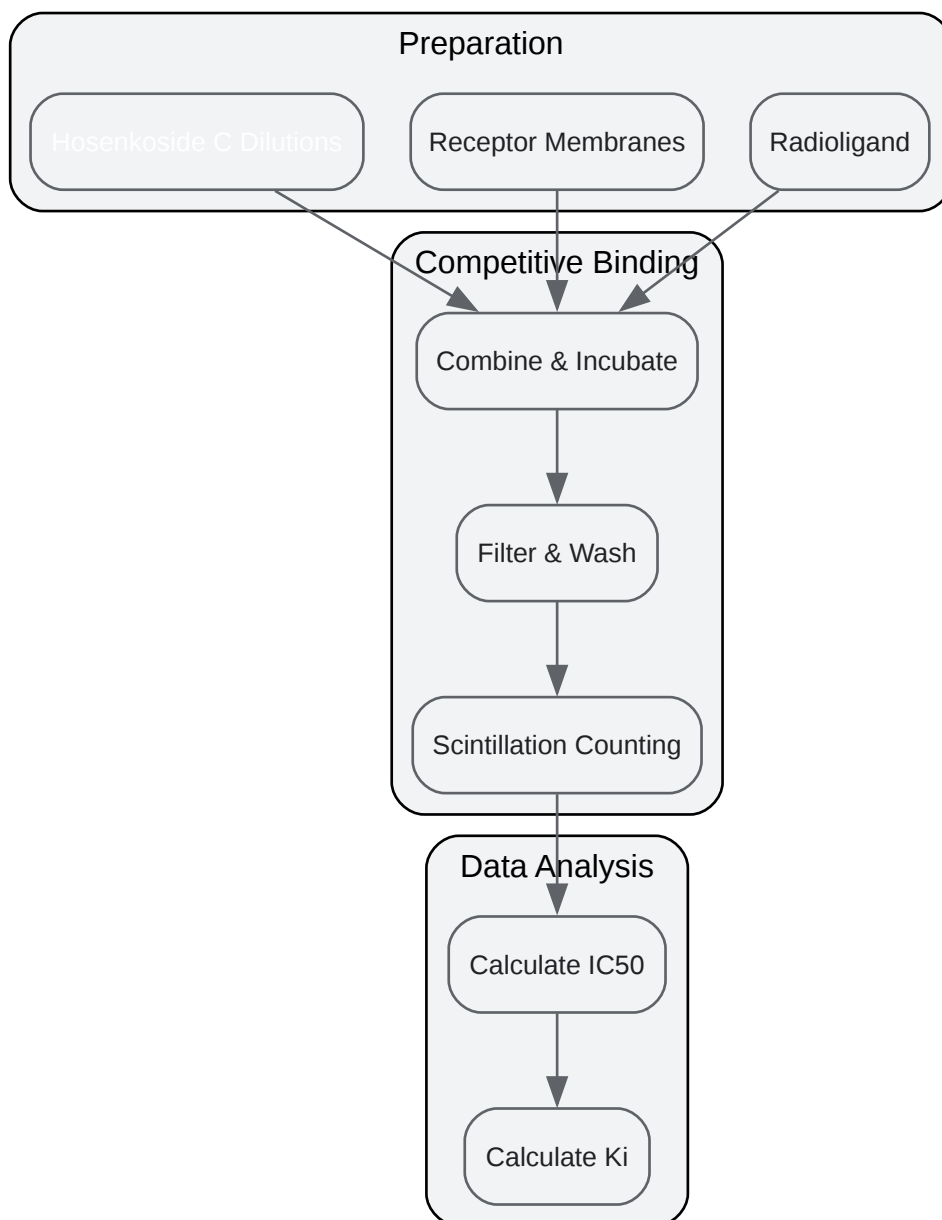 Preparation
Hosenkoside C Dilutions
Receptor Membranes
Radioligand
Competitive Binding
Combine & Incubate
Filter & Wash
Scintillation Counting
Data Analysis
Calculate IC50
Calculate Ki